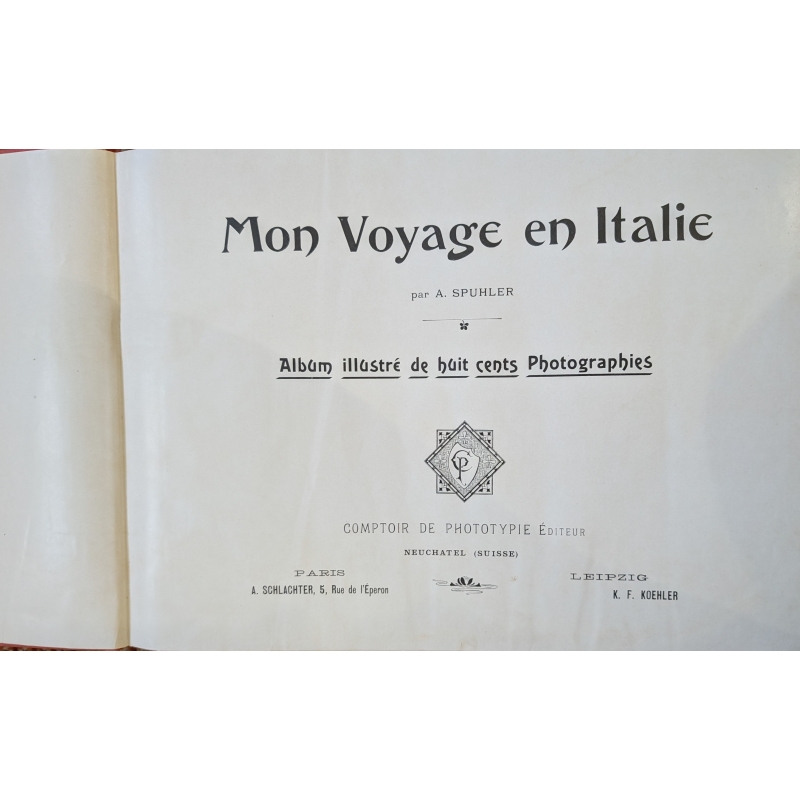 Mon Voyage en Italie
par A. SPUHLER
Album illustré de huit cents Photographies
CP
COMPTOIR DE PHOTOTYPIE ÉDITEUR
NEUCHATEL (SUISSE)
PARIS
A. SCHLACHTER, 5, Rue de l'Éperon
LEIPZIG
K. F. KOEHLER